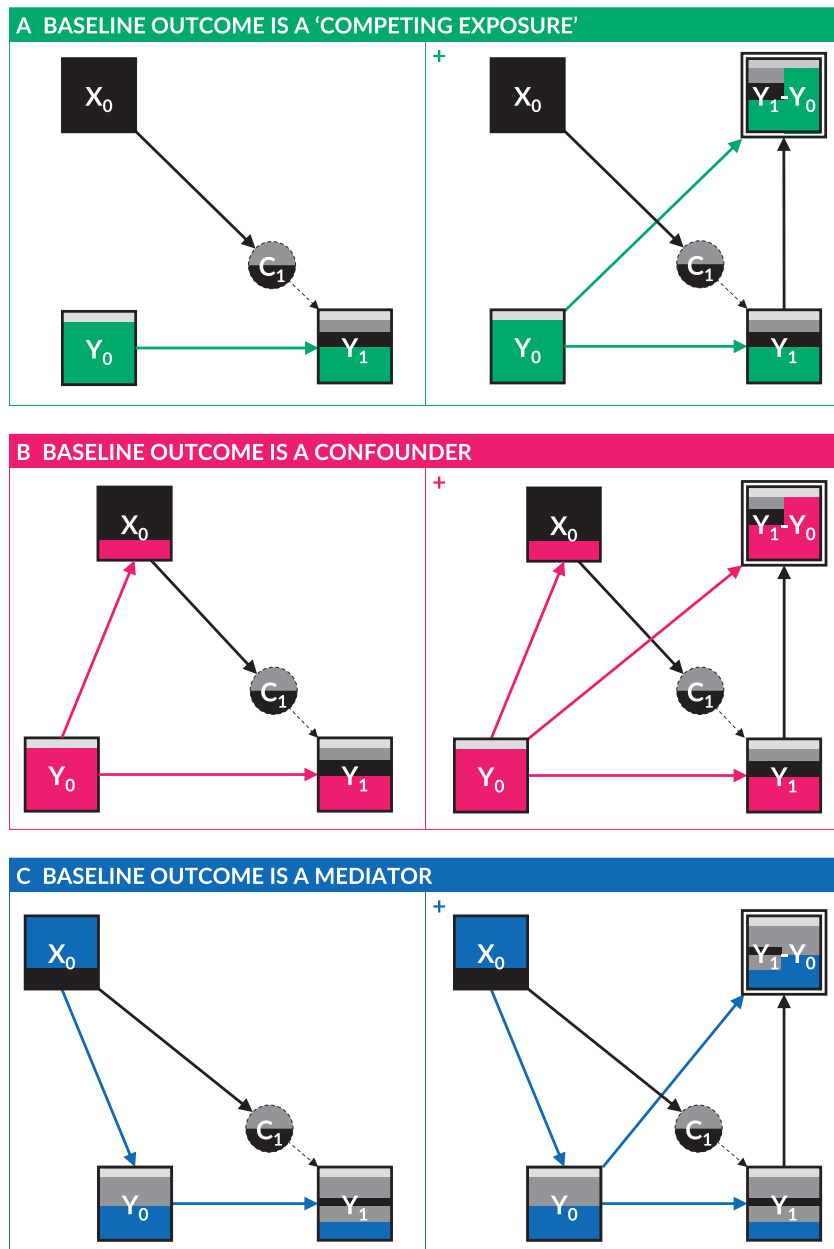 A BASELINE OUTCOME IS A ‘COMPETING EXPOSURE’
+
X₀
X₀
Y₁-Y₀
C₁
C₁
Y₀
Y₁
Y₀
Y₁
B BASELINE OUTCOME IS A CONFOUNDER
+
X₀
X₀
Y₁-Y₀
C₁
C₁
Y₀
Y₁
Y₀
Y₁
C BASELINE OUTCOME IS A MEDIATOR
+
X₀
X₀
Y₁-Y₀
C₁
C₁
Y₀
Y₁
Y₀
Y₁